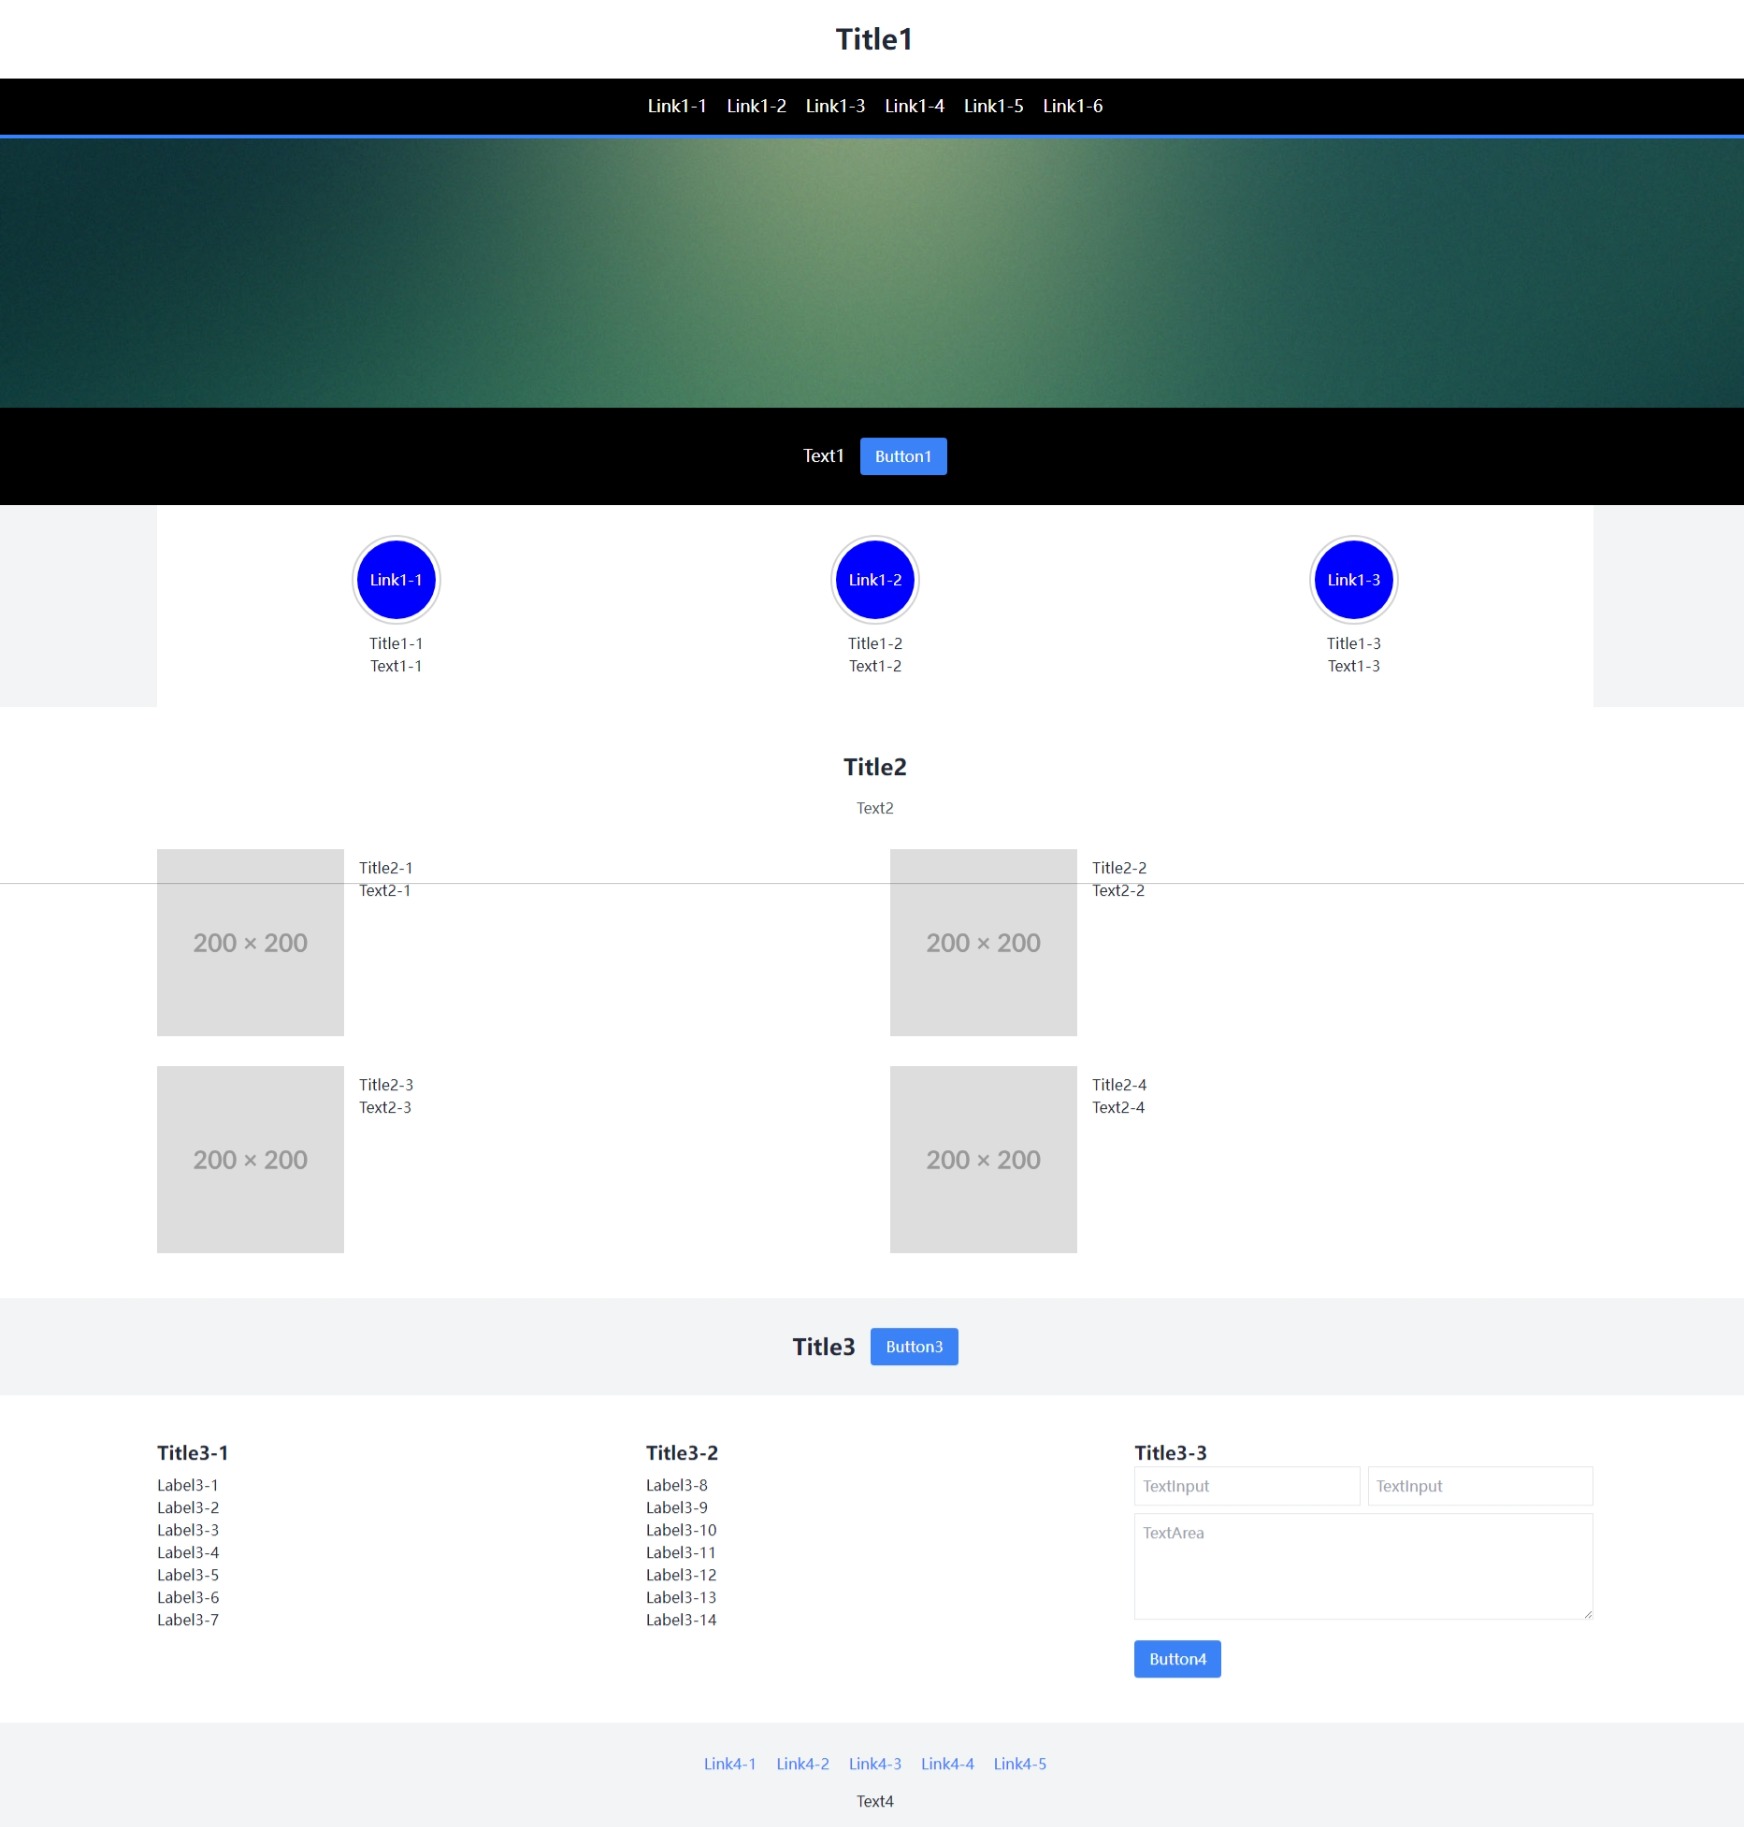 Title1
Link1-1 Link1-2 Link1-3 Link1-4 Link1-5 Link1-6
Text1 Button1
Link1-1 Link1-2 Link1-3
Title1-1 Title1-2 Title1-3
Text1-1 Text1-2 Text1-3
Title2
Text2
Title2-1 Title2-2
Text2-1 Text2-2
200 × 200 200 × 200
Title2-3 Title2-4
Text2-3 Text2-4
200 × 200 200 × 200
Title3 Button3
Title3-1
Label3-1
Label3-2
Label3-3
Label3-4
Label3-5
Label3-6
Label3-7
Title3-2
Label3-8
Label3-9
Label3-10
Label3-11
Label3-12
Label3-13
Label3-14
Title3-3
TextInput TextInput
TextArea
Button4
Link4-1 Link4-2 Link4-3 Link4-4 Link4-5
Text4